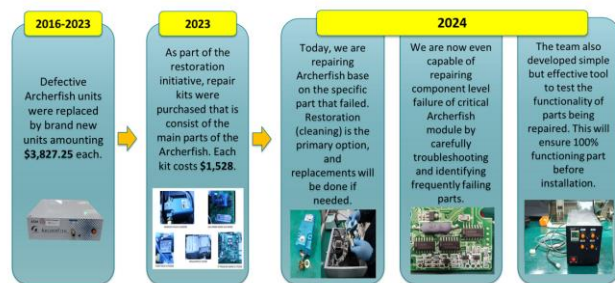 2016-2023
Defective
Archerfish units
were replaced
by brand new
units amounting
$3,827.25 each.
2023
As part of the
restoration
initiative, repair
kits were
purchased that is
consist of the
main parts of the
Archerfish. Each
kit costs $1,528.
2024
Today, we are
repairing
Archerfish base
on the specific
part that failed.
Restoration
(cleaning) is the
primary option,
and
replacements
will be done if
needed.
We are now even
capable of
repairing
component level
failure of critical
Archerfish
module by
carefully
troubleshooting
and identifying
frequently failing
parts.
The team also
developed simple
but effective tool
to test the
functionality of
parts being
repaired. This will
ensure 100%
functioning part
before
installation.